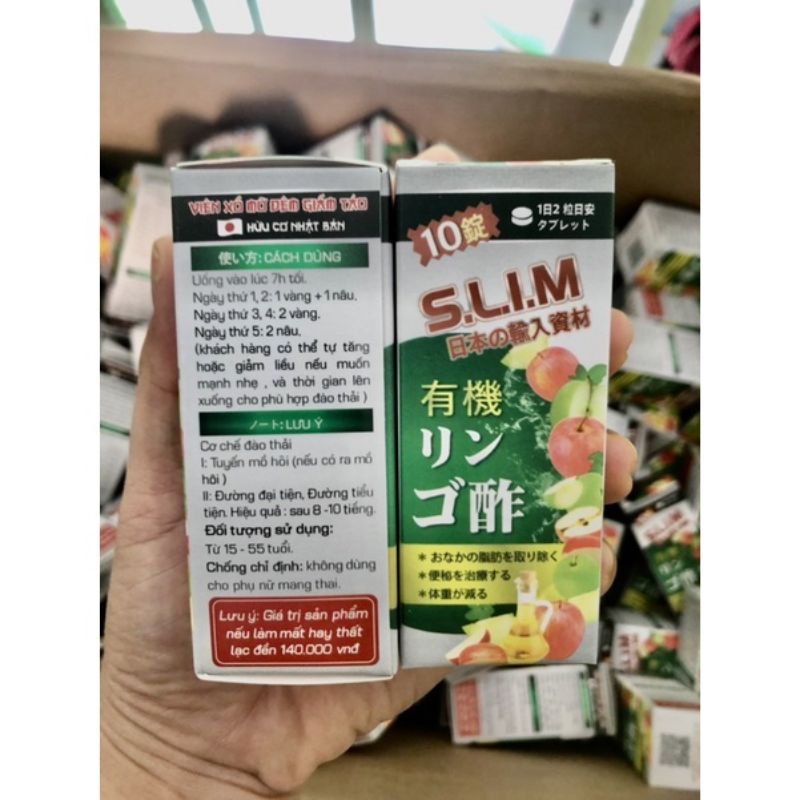 VIÊN XỔ MỠ ĐÊM GIẤM TÁO
HỮU CƠ NHẬT BẢN
使い方: CÁCH DÙNG
Uống vào lúc 7h tối.
Ngày thứ 1, 2: 1 vàng + 1 nâu.
Ngày thứ 3, 4: 2 vàng.
Ngày thứ 5: 2 nâu.
(khách hàng có thể tự tăng
hoặc giảm liều nếu muốn
mạnh nhẹ , và thời gian lên
xuống cho phù hợp đào thải )
ノート: LƯU Ý
Cơ chế đào thải
I: Tuyến mồ hôi (nếu có ra mồ
hôi )
II: Đường đại tiện, Đường tiểu
tiện. Hiệu quả : sau 8 -10 tiếng.
Đối tượng sử dụng:
Từ 15 - 55 tuổi.
Chống chỉ định: không dùng
cho phụ nữ mang thai.
Lưu ý: Giá trị sản phẩm
nếu làm mất hay thất
lạc đền 140.000 vnđ
1日2 粒目安
タブレット
10錠
S.L.I.M
日本の輸入資材
有機
リン
ゴ酢
* おなかの脂肪を取り除く
* 便秘を治療する
* 体重が減る